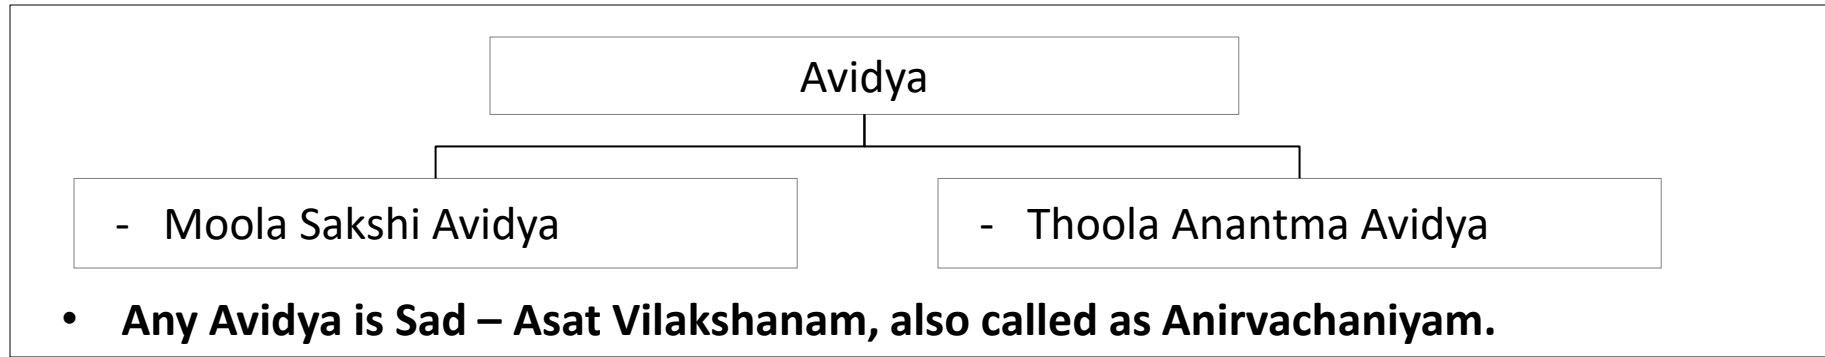 Avidya
- Moola Sakshi Avidya
- Thoola Anantma Avidya
• Any Avidya is Sad – Asat Vilakshanam, also called as Anirvachaniyam.